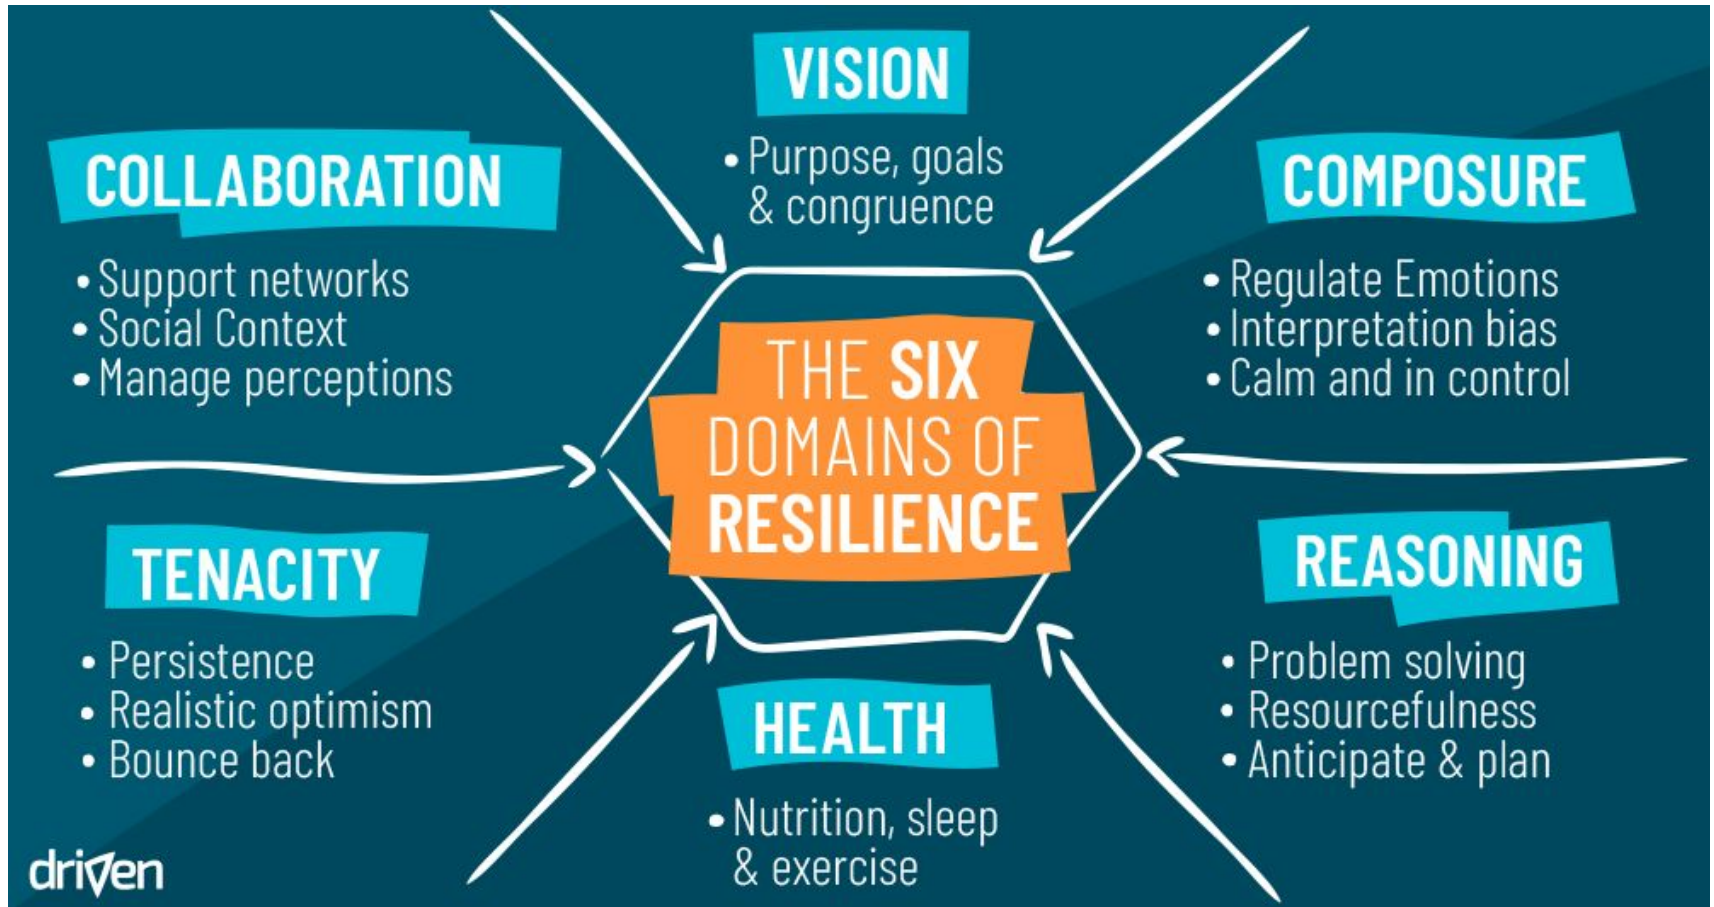 VISION
• Purpose, goals
& congruence
COLLABORATION
• Support networks
• Social Context
• Manage perceptions
COMPOSURE
• Regulate Emotions
• Interpretation bias
• Calm and in control
THE SIX
DOMAINS OF
RESILIENCE
TENACITY
• Persistence
• Realistic optimism
• Bounce back
REASONING
• Problem solving
• Resourcefulness
• Anticipate & plan
HEALTH
• Nutrition, sleep
& exercise
driven